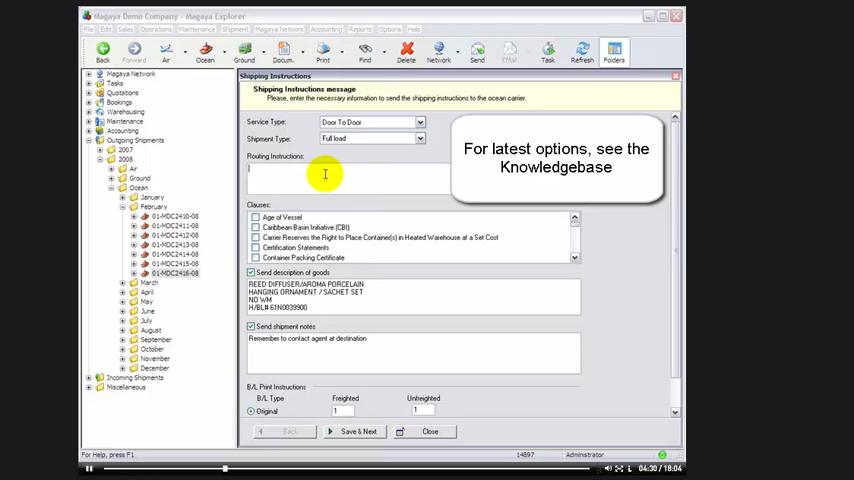 Magaya Demo Company - Magaya Explorer
File Edit Sales Operations Maintenance Shipment Magaya Network Accounting Reports Options Help
Back Forward Air Ocean Ground Docum. Print Find Delete Network Send EMail Task Refresh Folders
Magaya Network
Tasks
Quotations
Bookings
Warehousing
Maintenance
Accounting
Outgoing Shipments
2007
2008
Air
Ground
Ocean
January
February
01-MDC2410-08
01-MDC2411-08
01-MDC2412-08
01-MDC2413-08
01-MDC2414-08
01-MDC2415-08
01-MDC2416-08
March
April
May
June
July
August
September
October
November
December
Incoming Shipments
Miscellaneous
Shipping Instructions
Shipping Instructions message
Please, enter the necessary information to send the shipping instructions to the ocean carrier.
Service Type: Door To Door
Shipment Type: Full load
Routing Instructions:
For latest options, see the
Knowledgebase
Clauses:
Age of Vessel
Caribbean Basin Initiative (CBI)
Carrier Reserves the Right to Place Container(s) in Heated Warehouse at a Set Cost
Certification Statements
Container Packing Certificate
Send description of goods
REED DIFFUSER/AROMA PORCELAIN
HANGING ORNAMENT / SACHET SET
NO WM
H/BL# 61N0039900
Send shipment notes
Remember to contact agent at destination
B/L Print Instructions
B/L Type Freighted Unfreighted
Original 1 1
Back Save & Next Close
For Help, press F1 14897 Administrator
04:30 / 18:04